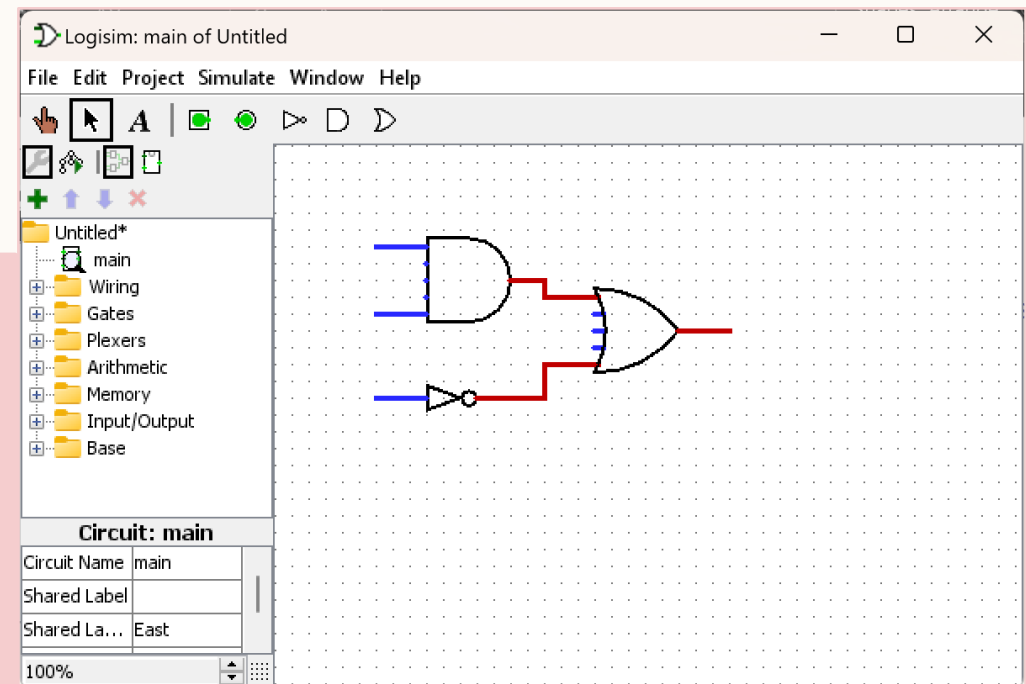 Logisim: main of Untitled
File Edit Project Simulate Window Help
A
Untitled*
main
Wiring
Gates
Plexers
Arithmetic
Memory
Input/Output
Base
Circuit: main
Circuit Name main
Shared Label
Shared La... East
100%